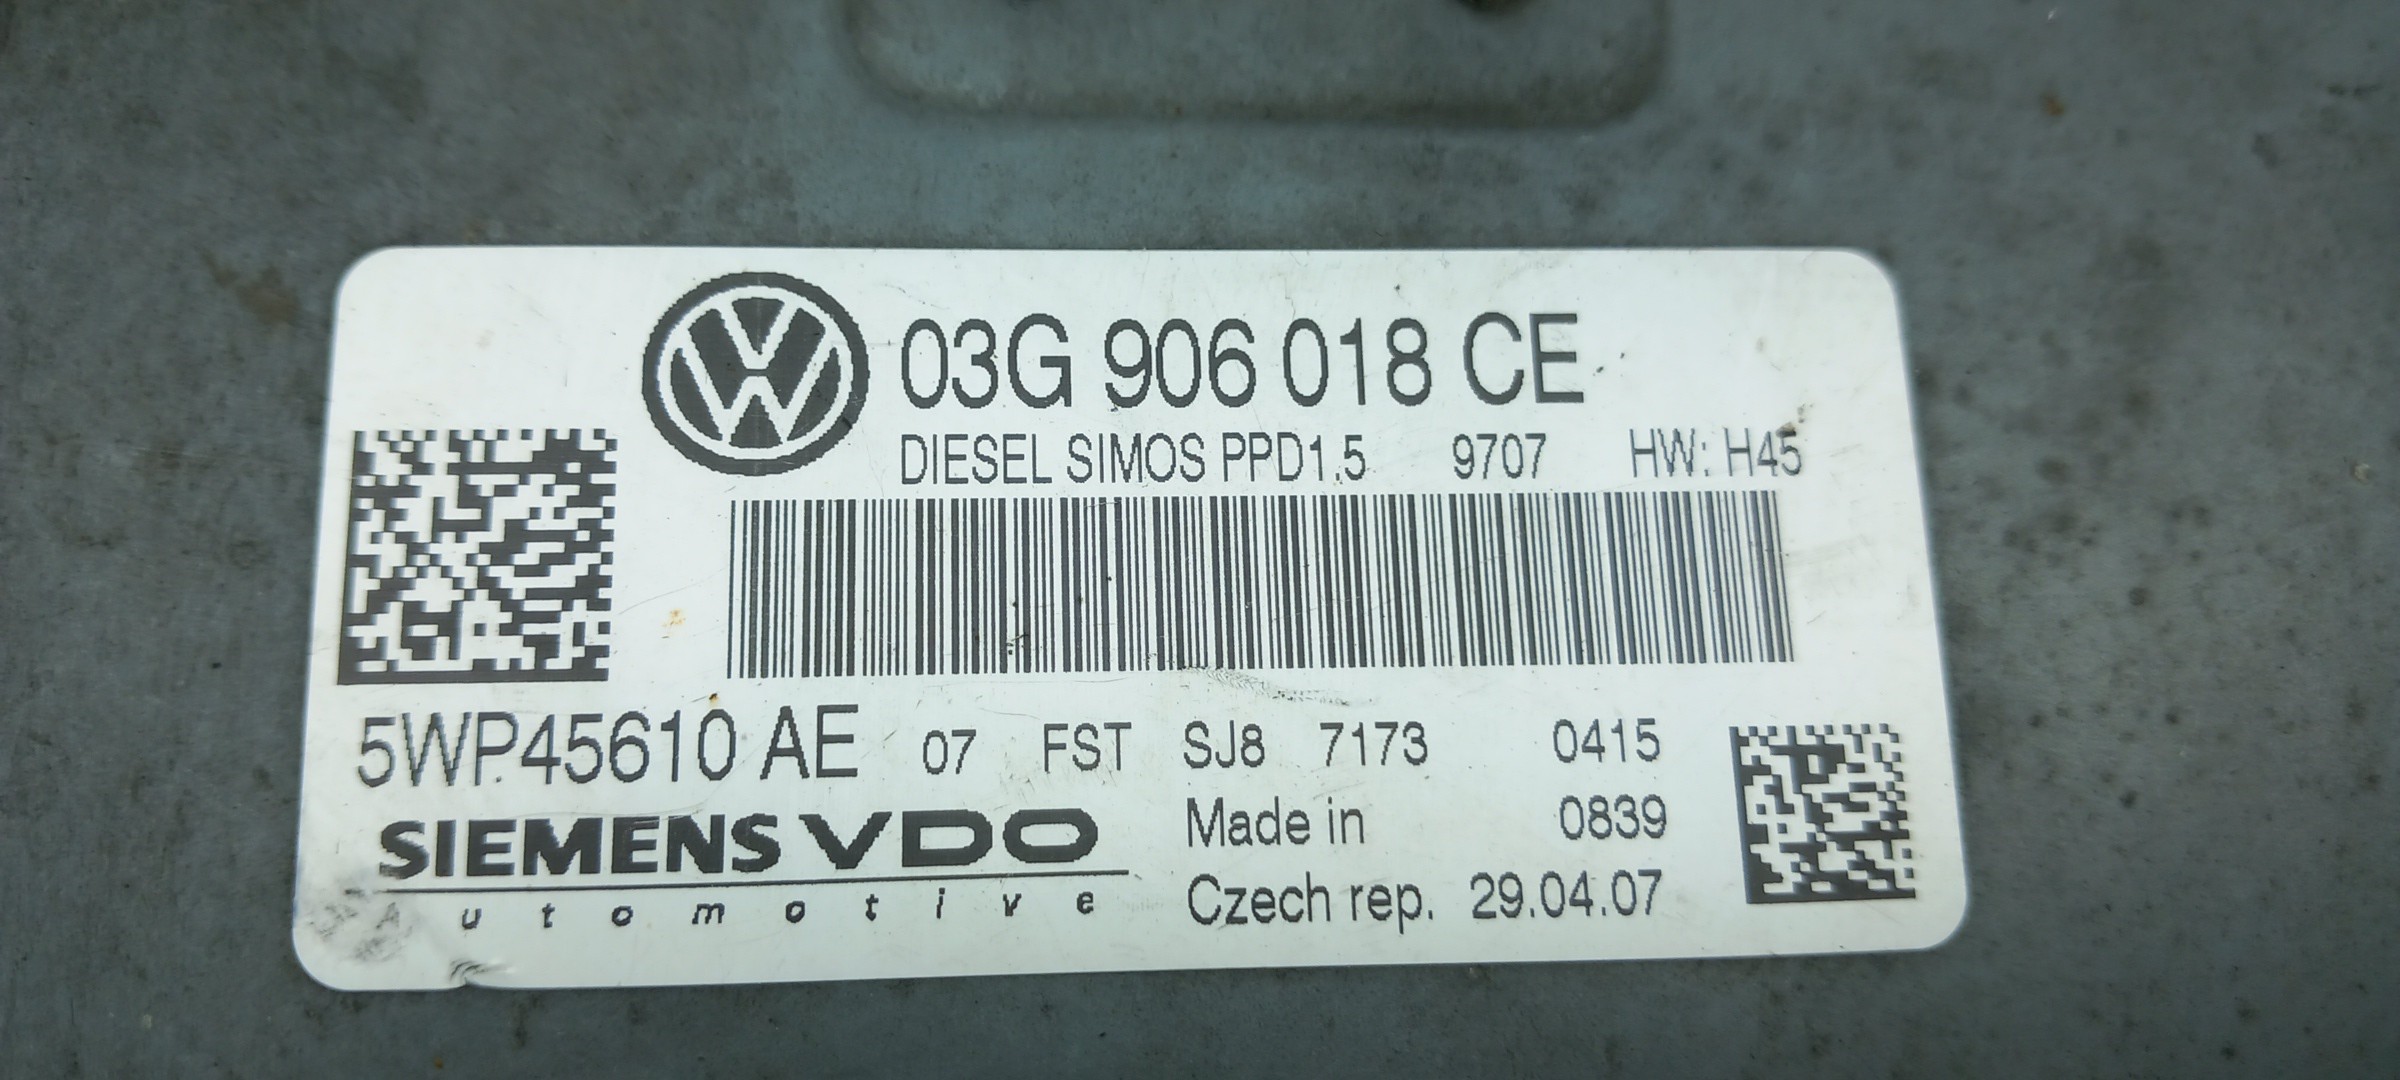 03G 906 018 CE
DIESEL SIMOS PPD1.5 9707 HW: H45
5WP45610 AE 07 FST SJ8 7173 0415
SIEMENS VDO
Automotive
Made in 0839
Czech rep. 29.04.07